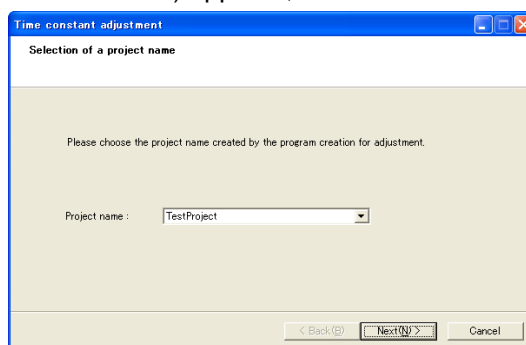 Time constant adjustment
Selection of a project name
Please choose the project name created by the program creation for adjustment.
Project name :
TestProject
< Back(B)
Next(N) >
Cancel